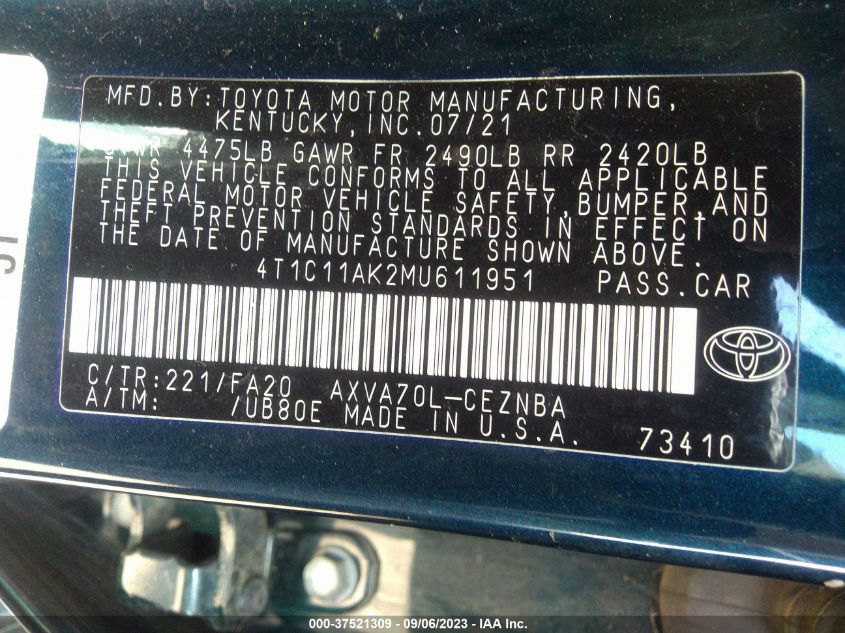 MFD.BY:TOYOTA MOTOR MANUFACTURING,
KENTUCKY,INC.07/21
GVWR 4475LB GAWR FR 2490LB RR 2420LB
THIS VEHICLE CONFORMS TO ALL APPLICABLE
FEDERAL MOTOR VEHICLE SAFETY,BUMPER,AND
THEFT PREVENTION STANDARDS IN EFFECT ON
THE DATE OF MANUFACTURE SHOWN ABOVE.
4T1C11AK2MU611951 PASS.CAR
C/TR:221/FA20 AXVA70L-CEZNBA
A/TM: /UB80E MADE IN U.S.A. 73410
000-37521309 - 09/06/2023 - IAA Inc.